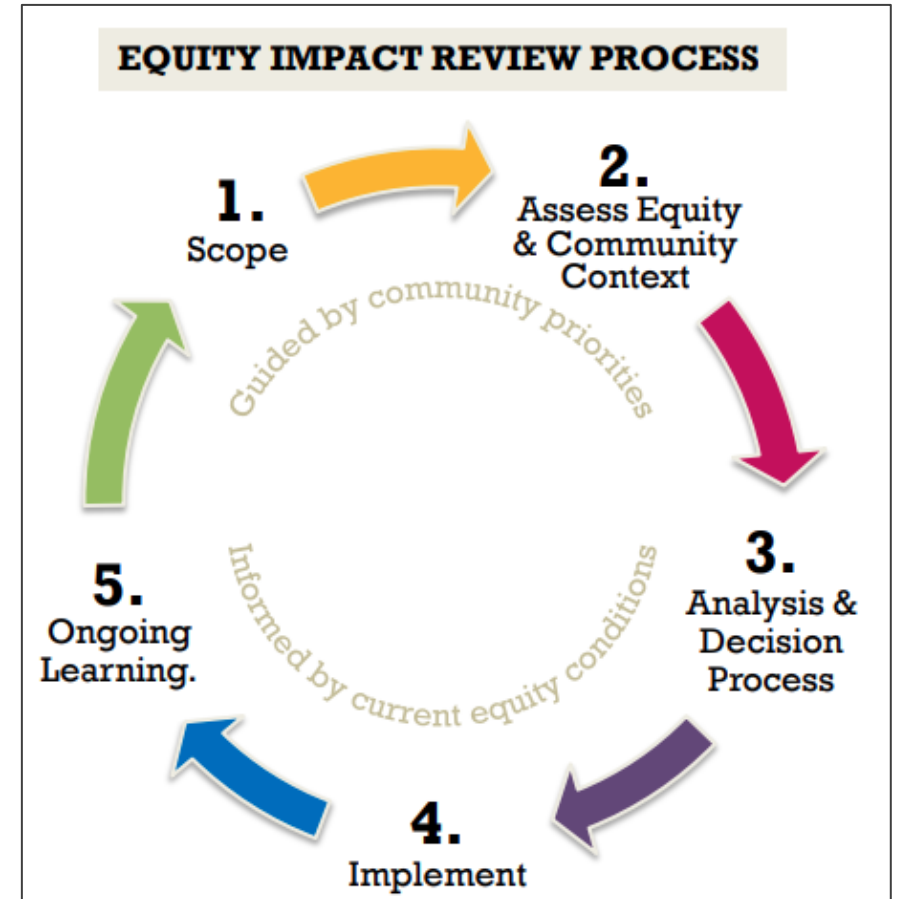 EQUITY IMPACT REVIEW PROCESS
1.
Scope
2.
Assess Equity
& Community
Context
Guided by community priorities
3.
Analysis &
Decision
Process
4.
Implement
5.
Ongoing
Learning.
Informed by current equity conditions